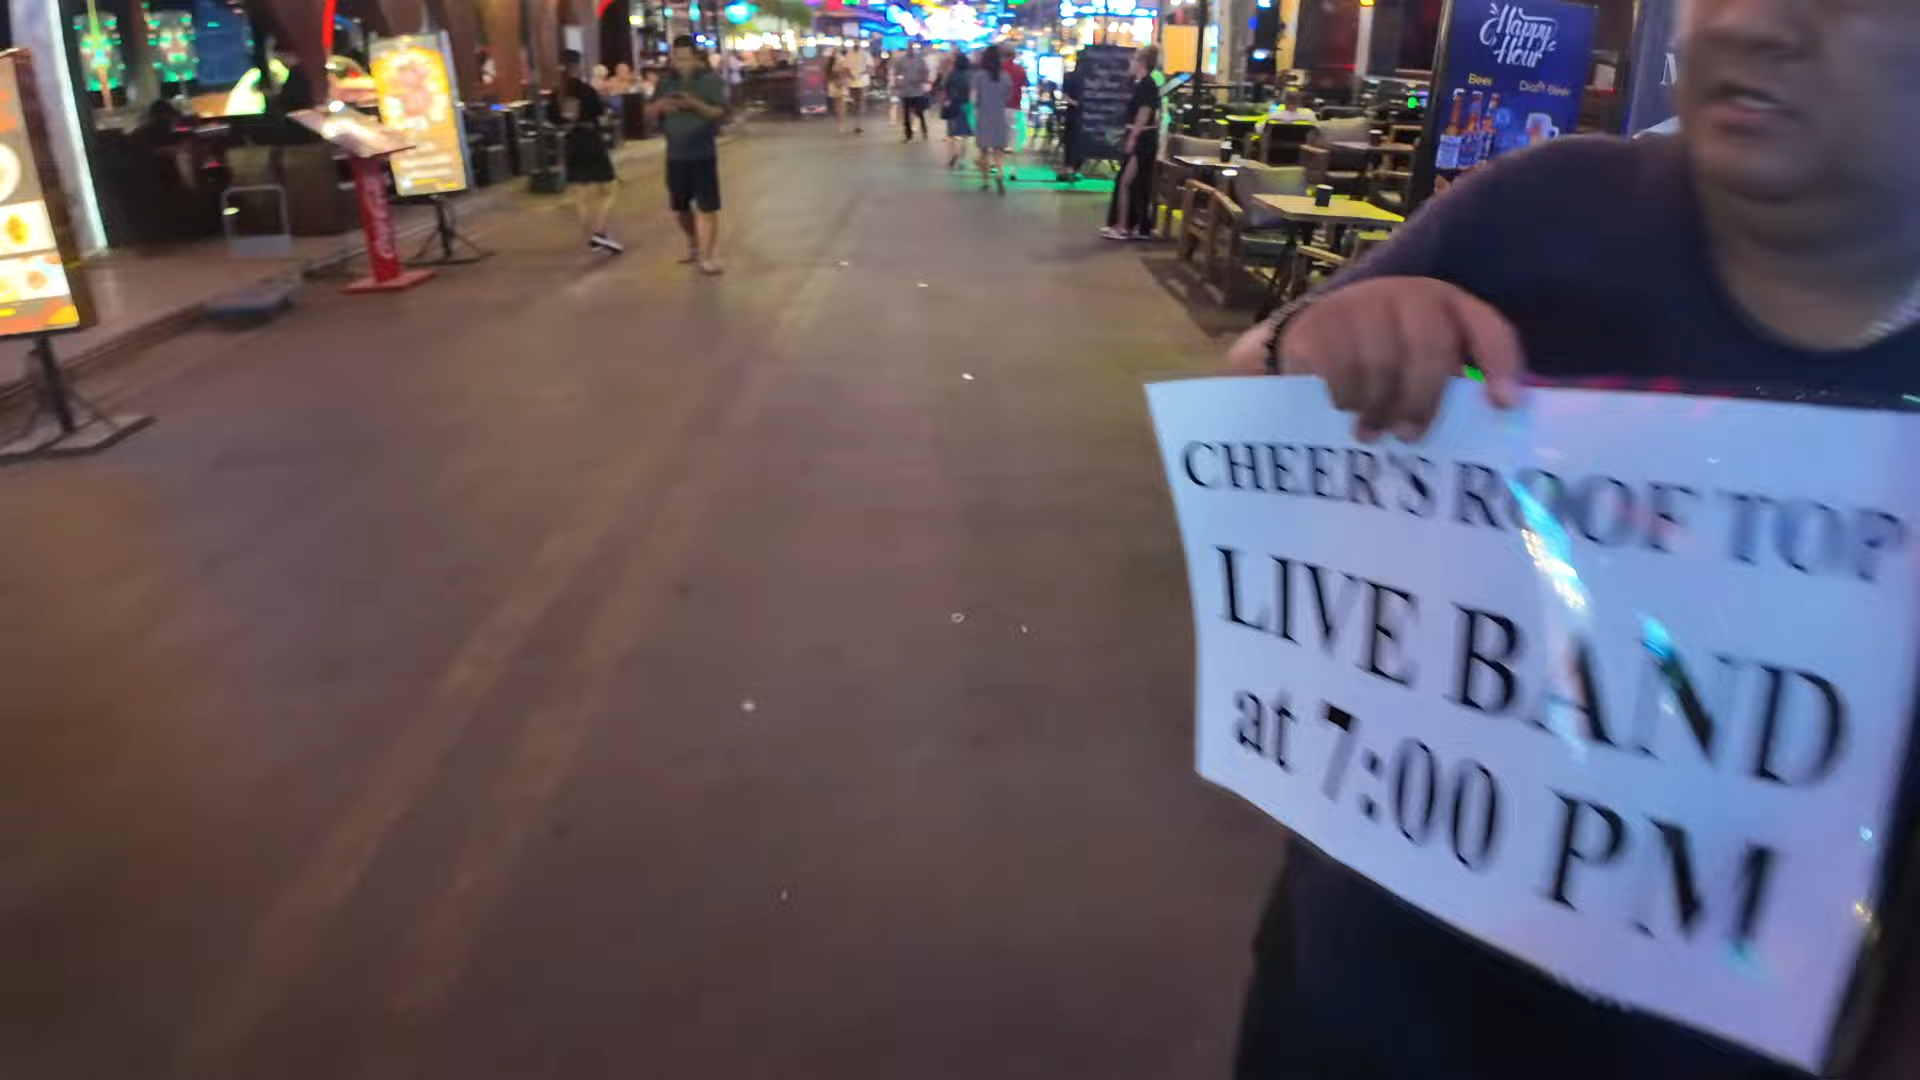 Happy
Hour
Beer Draft Beer
CHEER'S ROOF TOP
LIVE BAND
at 7:00 PM